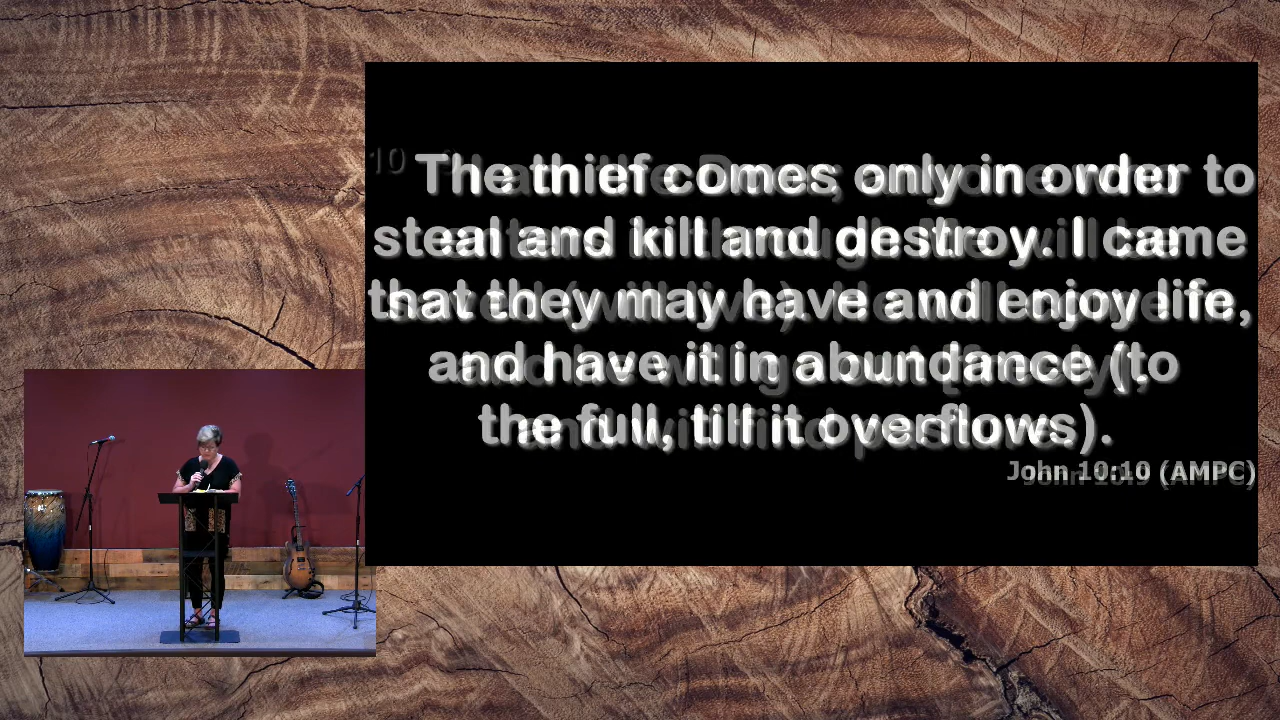 10 The thief comes only in order to
steal and kill and destroy. I came
that they may have and enjoy life,
and have it in abundance (to
the full, till it overflows).
John 10:10 (AMPC)